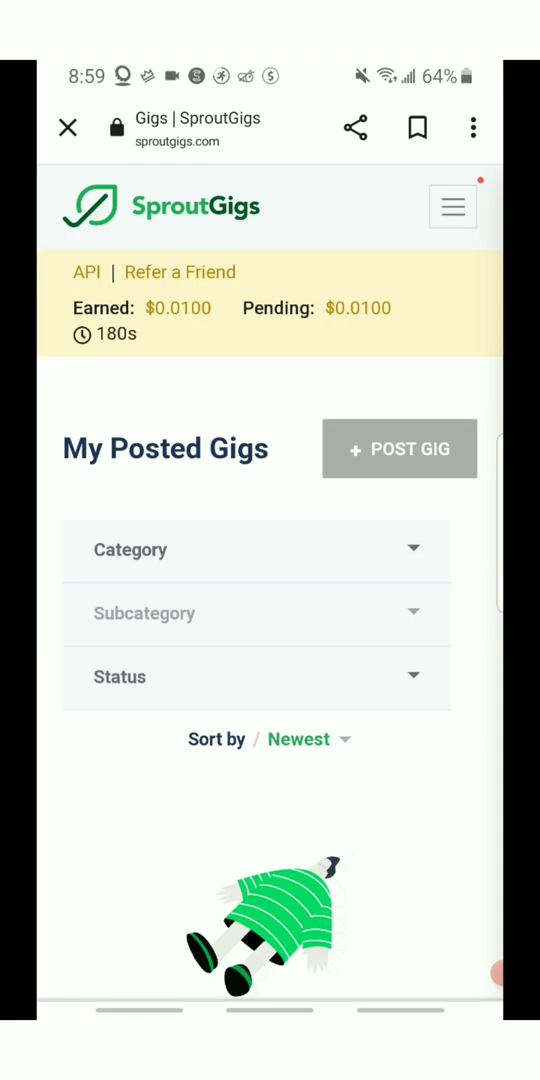 8:59
64%
Gigs | SproutGigs
sproutgigs.com
SproutGigs
API | Refer a Friend
Earned: $0.0100 Pending: $0.0100
180s
My Posted Gigs
+ POST GIG
Category
Subcategory
Status
Sort by / Newest